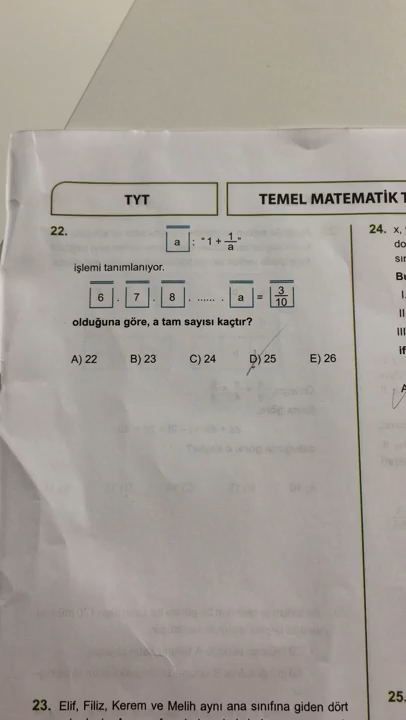 TYT
TEMEL MATEMATİK
22.
a : "1 + 1/a"
işlemi tanımlanıyor.
6 . 7 . 8 . ...... . a = 3/10
olduğuna göre, a tam sayısı kaçtır?
A) 22 B) 23 C) 24 D) 25 E) 26
23. Elif, Filiz, Kerem ve Melih aynı ana sınıfına giden dört
24. x,
do
sır
I.
II
III
if
25.